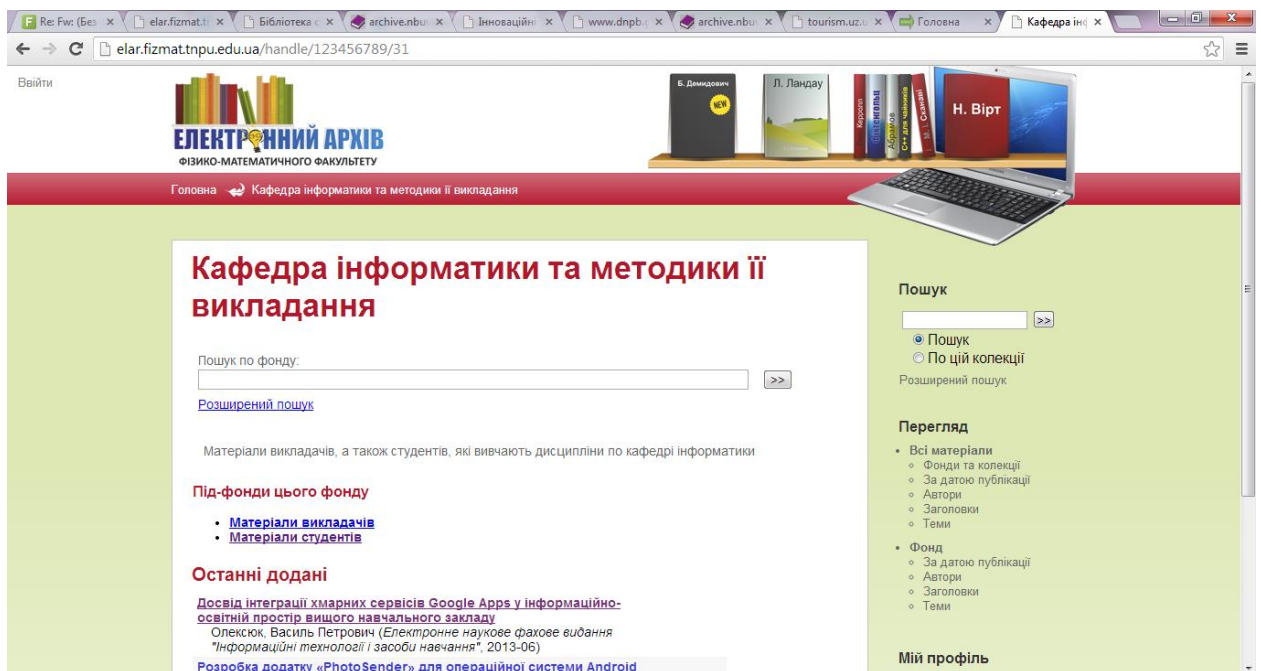 Re: Fw: (Без
elar.fizmat.t
Бібліотека с
archive.nbu
Інноваційн
www.dnpb.
archive.nbu
tourism.uz.u
Головна
Кафедра ін
elar.fizmat.tnpu.edu.ua/handle/123456789/31
Ввійти
ЕЛЕКТРОННИЙ АРХІВ
ФІЗИКО-МАТЕМАТИЧНОГО ФАКУЛЬТЕТУ
Б. Демидович
NEW
Л. Ландау
Керролл
Фіхтенгольц
Абрамов
С++ для чайников
М. І. Сканаві
Н. Вірт
Головна Кафедра інформатики та методики її викладання
Кафедра інформатики та методики її
викладання
Пошук по фонду:
>>
Розширений пошук
Матеріали викладачів, а також студентів, які вивчають дисципліни по кафедрі інформатики
Під-фонди цього фонду
Матеріали викладачів
Матеріали студентів
Останні додані
Досвід інтеграції хмарних сервісів Google Apps у інформаційно-
освітній простір вищого навчального закладу
Олексюк, Василь Петрович (Електронне наукове фахове видання
"Інформаційні технології і засоби навчання", 2013-06)
Розробка додатку «PhotoSender» для операційної системи Android
Пошук
>>
Пошук
По цій колекції
Розширений пошук
Перегляд
Всі матеріали
Фонди та колекції
За датою публікації
Автори
Заголовки
Теми
Фонд
За датою публікації
Автори
Заголовки
Теми
Мій профіль